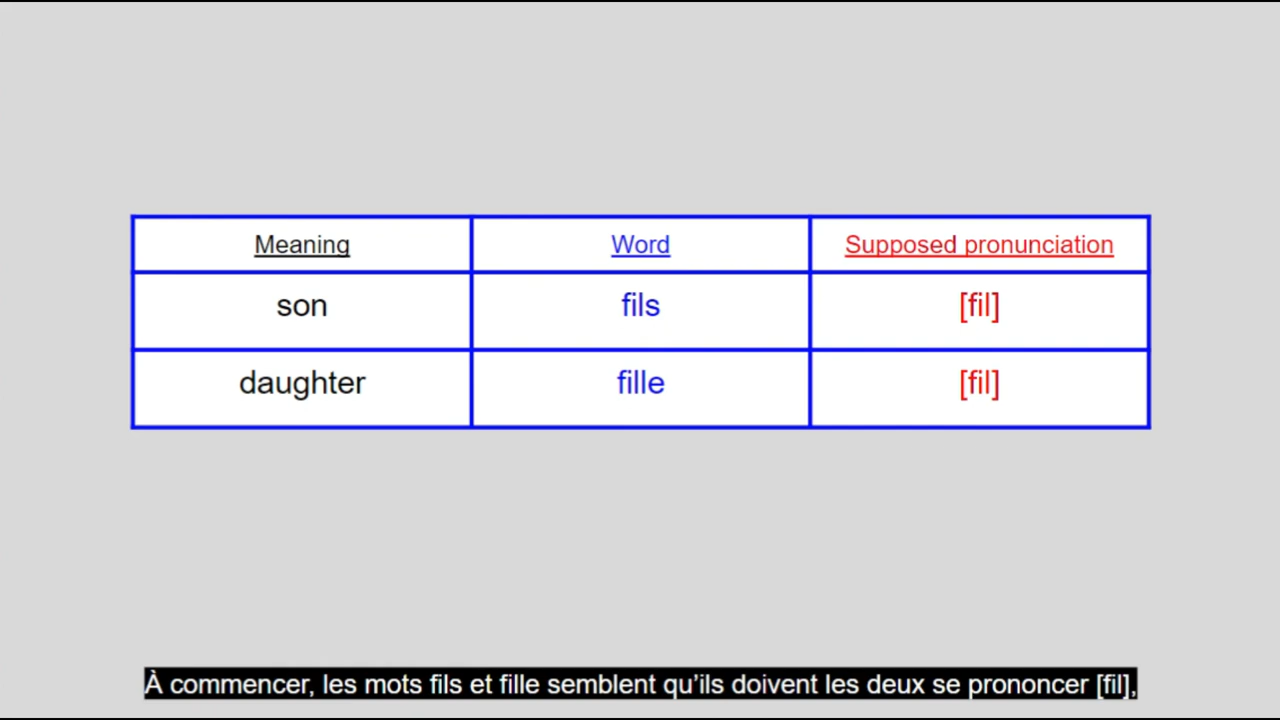 Meaning Word Supposed pronunciation
son fils [fil]
daughter fille [fil]
À commencer, les mots fils et fille semblent qu’ils doivent les deux se prononcer [fil],